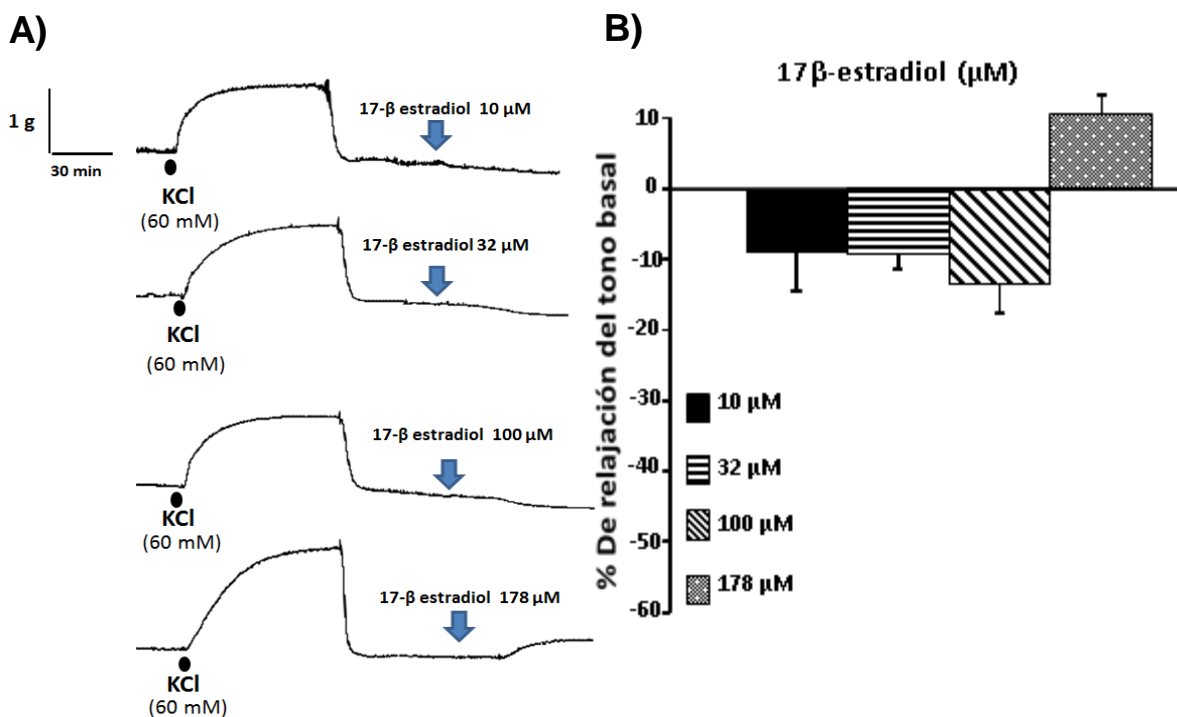 A)
1 g
30 min
17-β estradiol 10 µM
KCl
(60 mM)
17-β estradiol 32 µM
KCl
(60 mM)
17-β estradiol 100 µM
KCl
(60 mM)
17-β estradiol 178 µM
KCl
(60 mM)
B)
17β-estradiol (µM)
% De relajación del tono basal
10
0
-10
-20
-30
-40
-50
-60
10 µM
32 µM
100 µM
178 µM